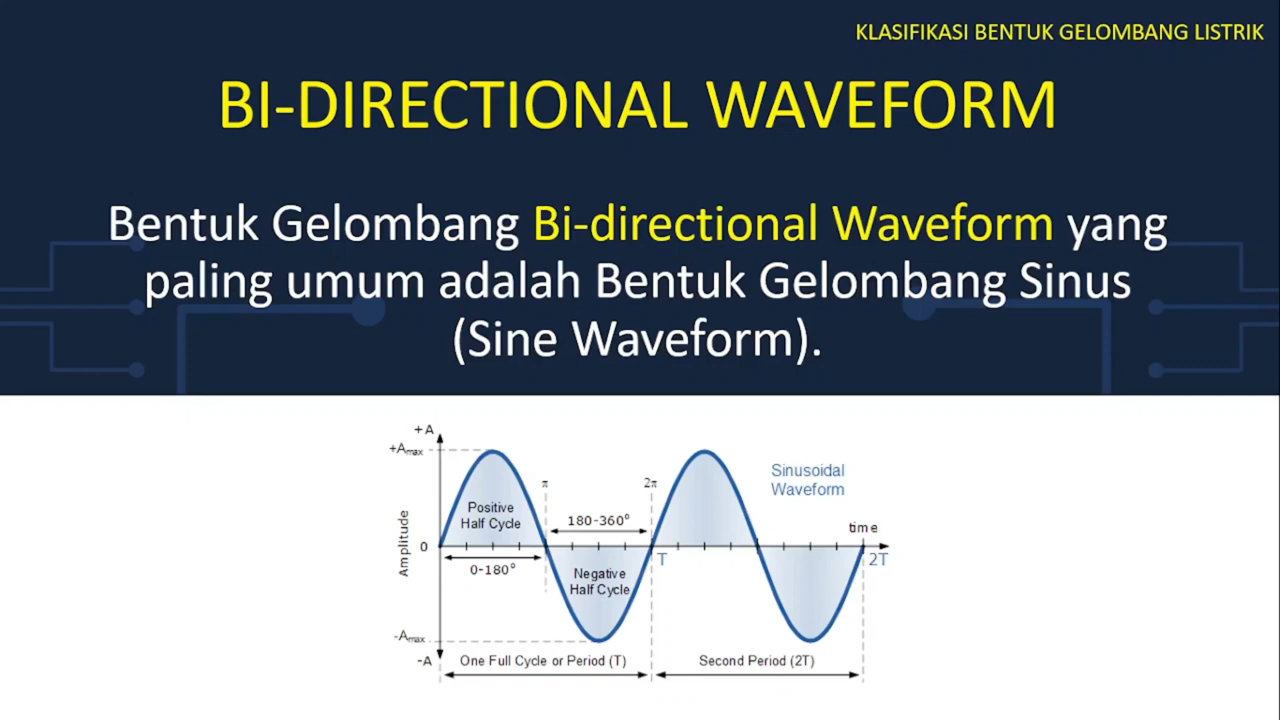 KLASIFIKASI BENTUK GELOMBANG LISTRIK
BI-DIRECTIONAL WAVEFORM
Bentuk Gelombang Bi-directional Waveform yang
paling umum adalah Bentuk Gelombang Sinus
(Sine Waveform).
+A
+Amax
Sinusoidal
Waveform
π
2π
Positive
Half Cycle
180-360°
time
Amplitude
0
T
2T
0-180°
Negative
Half Cycle
-Amax
-A
One Full Cycle or Period (T)
Second Period (2T)